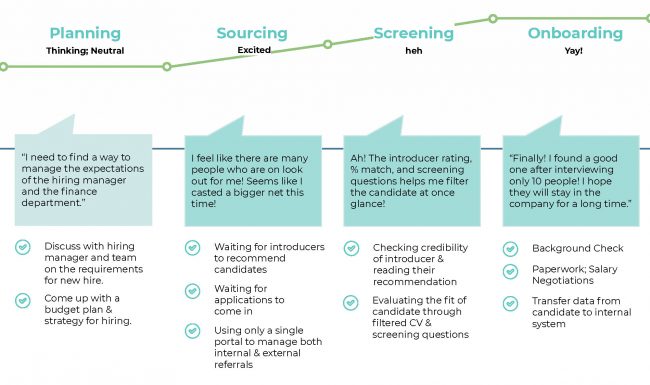 Planning
Thinking; Neutral
Sourcing
Excited
Screening
heh
Onboarding
Yay!
“I need to find a way to
manage the expectations
of the hiring manager
and the finance
department.”
I feel like there are many
people who are on look
out for me! Seems like I
casted a bigger net this
time!
Ah! The introducer rating,
% match, and screening
questions helps me filter
the candidate at once
glance!
“Finally! I found a good
one after interviewing
only 10 people! I hope
they will stay in the
company for a long time.”
Discuss with hiring
manager and team
on the requirements
for new hire.
Come up with a
budget plan &
strategy for hiring.
Waiting for introducers
to recommend
candidates
Waiting for
applications to
come in
Using only a single
portal to manage both
internal & external
referrals
Checking credibility
of introducer &
reading their
recommendation
Evaluating the fit of
candidate through
filtered CV &
screening questions
Background Check
Paperwork; Salary
Negotiations
Transfer data from
candidate to internal
system